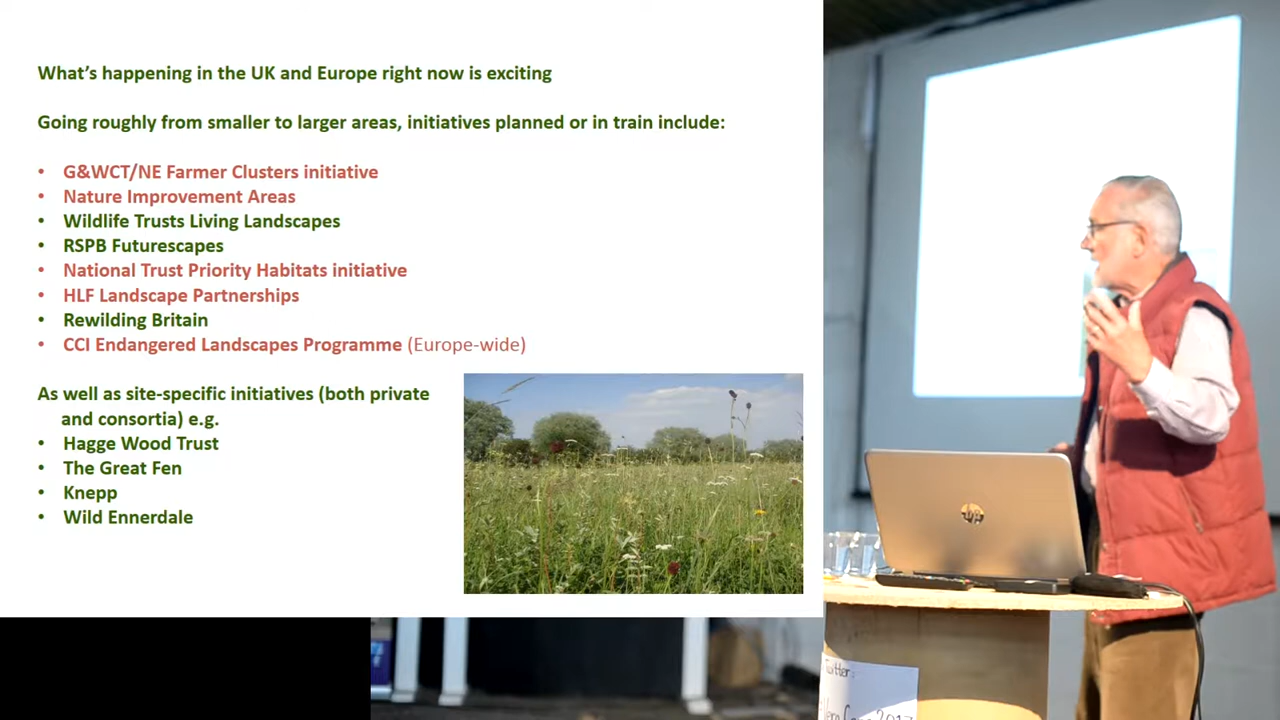 What's happening in the UK and Europe right now is exciting
Going roughly from smaller to larger areas, initiatives planned or in train include:
• G&WCT/NE Farmer Clusters initiative
• Nature Improvement Areas
• Wildlife Trusts Living Landscapes
• RSPB Futurescapes
• National Trust Priority Habitats initiative
• HLF Landscape Partnerships
• Rewilding Britain
• CCI Endangered Landscapes Programme (Europe-wide)
As well as site-specific initiatives (both private
and consortia) e.g.
• Hagge Wood Trust
• The Great Fen
• Knepp
• Wild Ennerdale
hp
Twitter:
2017